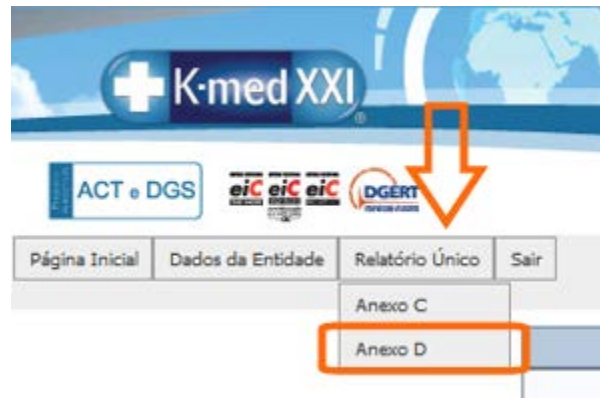 K-med XXI
®
ACT e DGS
eiC eiC eiC
DGERT
Página Inicial Dados da Entidade Relatório Único Sair
Anexo C
Anexo D